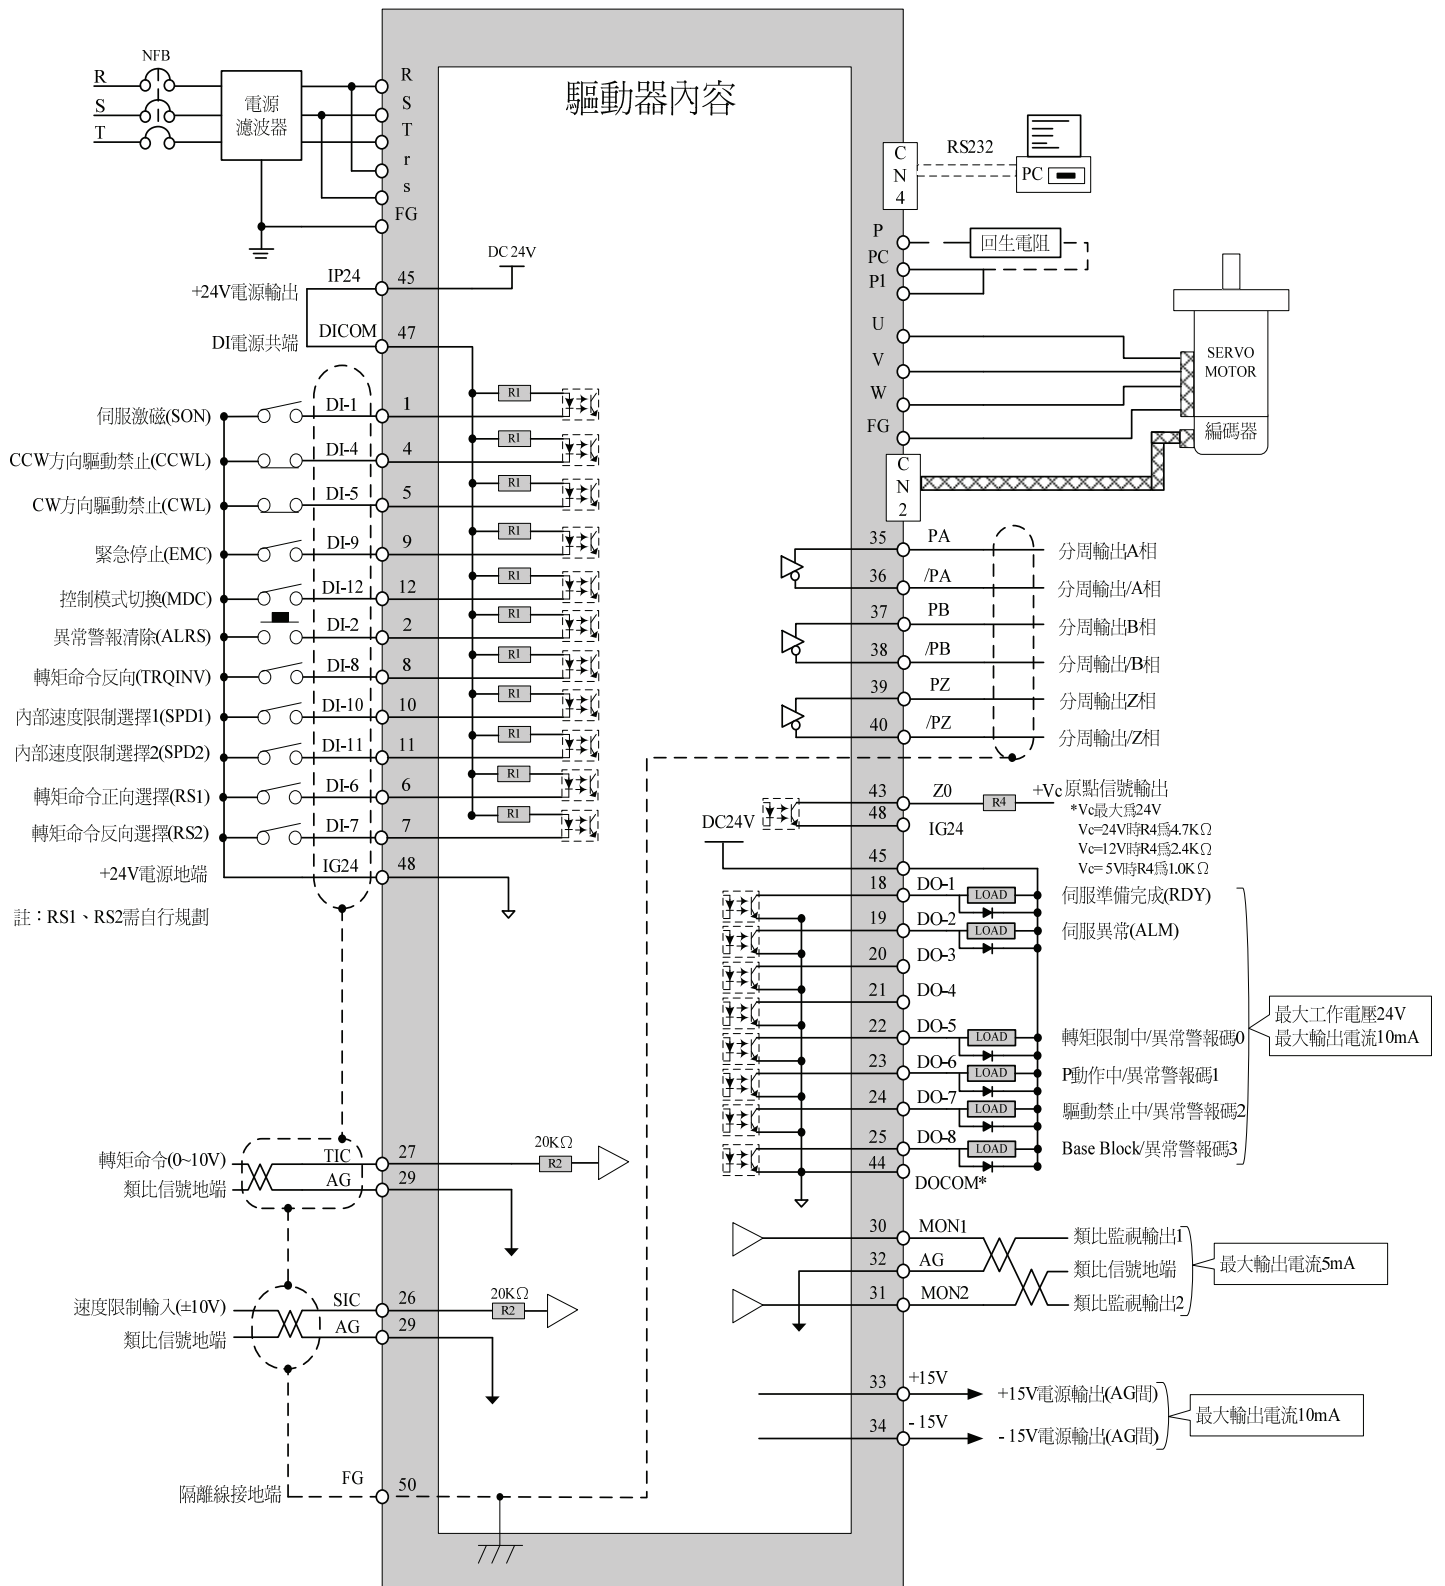 驅動器內容
NFB
R
S
T
電源
濾波器
R
S
T
r
s
FG
DC 24V
IP24
45
+24V電源輸出
DICOM
47
DI電源共端
R1
伺服激磁(SON)
DI-1
1
R1
CCW方向驅動禁止(CCWL)
DI-4
4
R1
CW方向驅動禁止(CWL)
DI-5
5
R1
緊急停止(EMC)
DI-9
9
R1
控制模式切換(MDC)
DI-12
12
R1
異常警報清除(ALRS)
DI-2
2
R1
轉矩命令反向(TRQINV)
DI-8
8
R1
內部速度限制選擇1(SPD1)
DI-10
10
R1
內部速度限制選擇2(SPD2)
DI-11
11
R1
轉矩命令正向選擇(RS1)
DI-6
6
R1
轉矩命令反向選擇(RS2)
DI-7
7
R1
+24V電源地端
IG24
48
註：RS1、RS2需自行規劃
轉矩命令(0~10V)
TIC
27
20KΩ
R2
類比信號地端
AG
29
速度限制輸入(±10V)
SIC
26
20KΩ
R2
類比信號地端
AG
29
隔離線接地端
FG
50
CN4
RS232
PC
P
回生電阻
PC
P1
U
V
W
FG
SERVO
MOTOR
編碼器
CN2
35
PA
分周輸出A相
36
/PA
分周輸出/A相
37
PB
分周輸出B相
38
/PB
分周輸出/B相
39
PZ
分周輸出Z相
40
/PZ
分周輸出/Z相
43
Z0
R4
+Vc 原點信號輸出
*Vc最大為24V
Vc=24V時R4為4.7KΩ
Vc=12V時R4為2.4KΩ
Vc= 5V時R4為1.0KΩ
48
IG24
DC24V
45
18
DO-1
LOAD
伺服準備完成(RDY)
19
DO-2
LOAD
伺服異常(ALM)
20
DO-3
21
DO-4
22
DO-5
LOAD
轉矩限制中/異常警報碼0
23
DO-6
LOAD
P動作中/異常警報碼1
24
DO-7
LOAD
驅動禁止中/異常警報碼2
25
DO-8
LOAD
Base Block/異常警報碼3
44
DOCOM*
最大工作電壓24V
最大輸出電流10mA
30
MON1
類比監視輸出1
32
AG
類比信號地端
31
MON2
類比監視輸出2
最大輸出電流5mA
33
+15V
+15V電源輸出(AG間)
34
- 15V
- 15V電源輸出(AG間)
最大輸出電流10mA